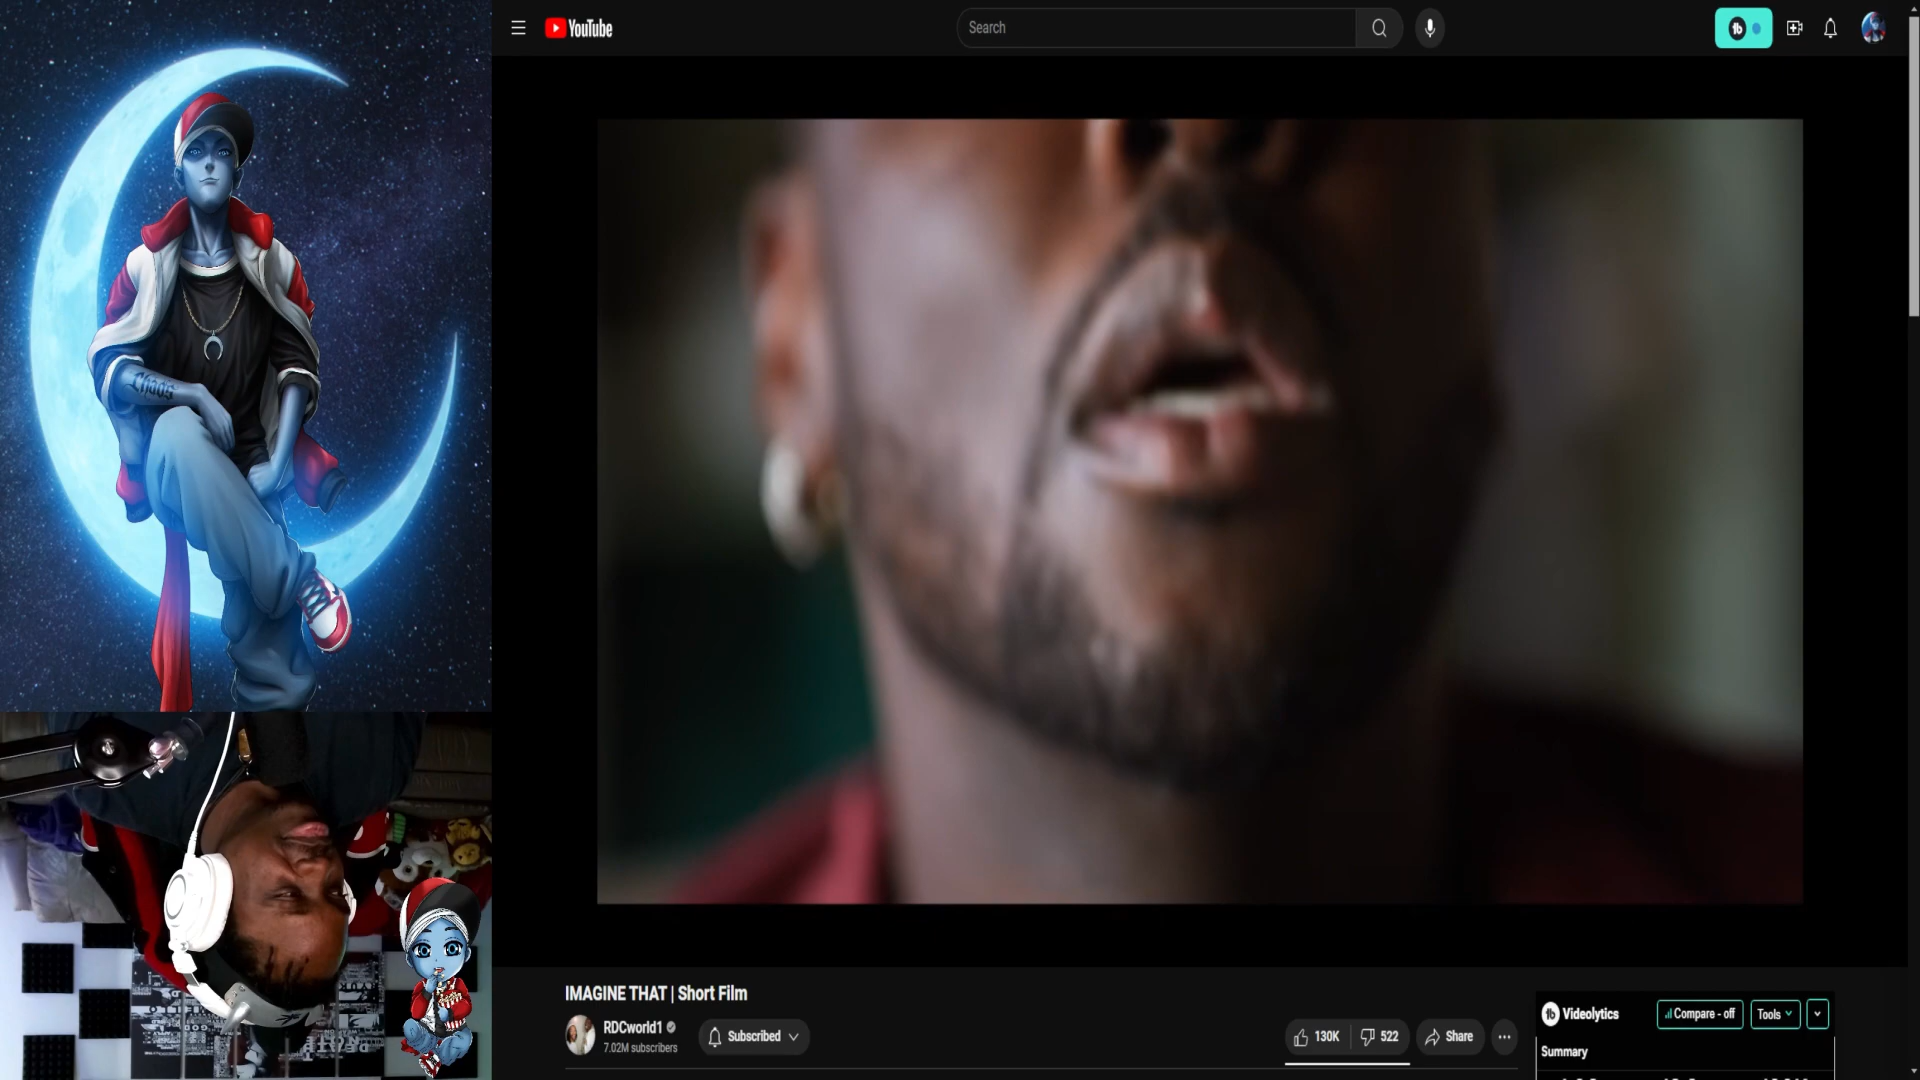 YouTube
Search
Chaos
IMAGINE THAT | Short Film
RDCworld1
7.02M subscribers
Subscribed
130K
522
Share
Videolytics
Compare - off
Tools
Summary